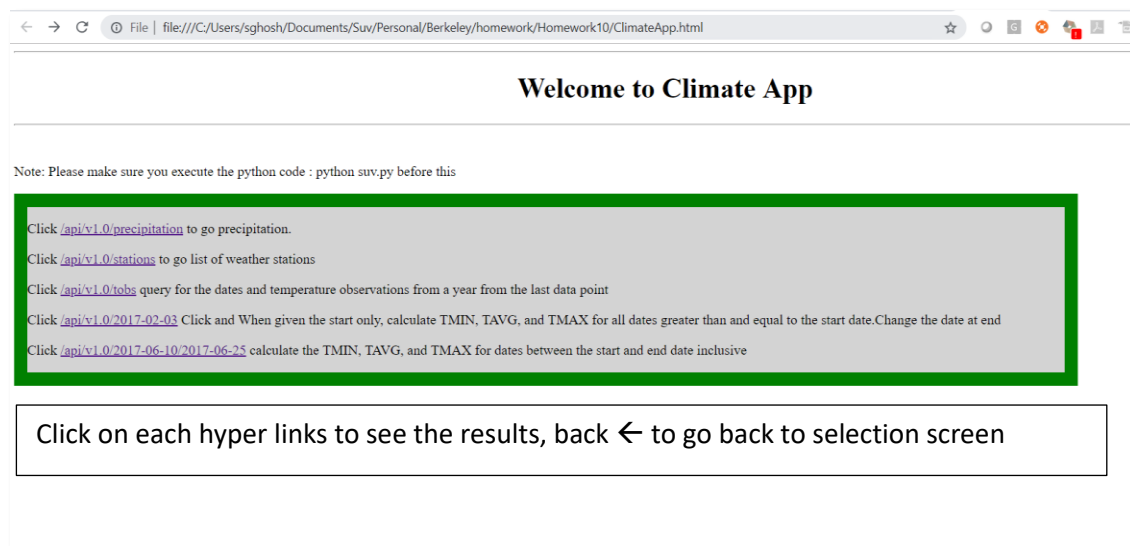 File | file:///C:/Users/sghosh/Documents/Suv/Personal/Berkeley/homework/Homework10/ClimateApp.html
Welcome to Climate App
Note: Please make sure you execute the python code : python suv.py before this
Click /api/v1.0/precipitation to go precipitation.
Click /api/v1.0/stations to go list of weather stations
Click /api/v1.0/tobs query for the dates and temperature observations from a year from the last data point
Click /api/v1.0/2017-02-03 Click and When given the start only, calculate TMIN, TAVG, and TMAX for all dates greater than and equal to the start date.Change the date at end
Click /api/v1.0/2017-06-10/2017-06-25 calculate the TMIN, TAVG, and TMAX for dates between the start and end date inclusive
Click on each hyper links to see the results, back ← to go back to selection screen